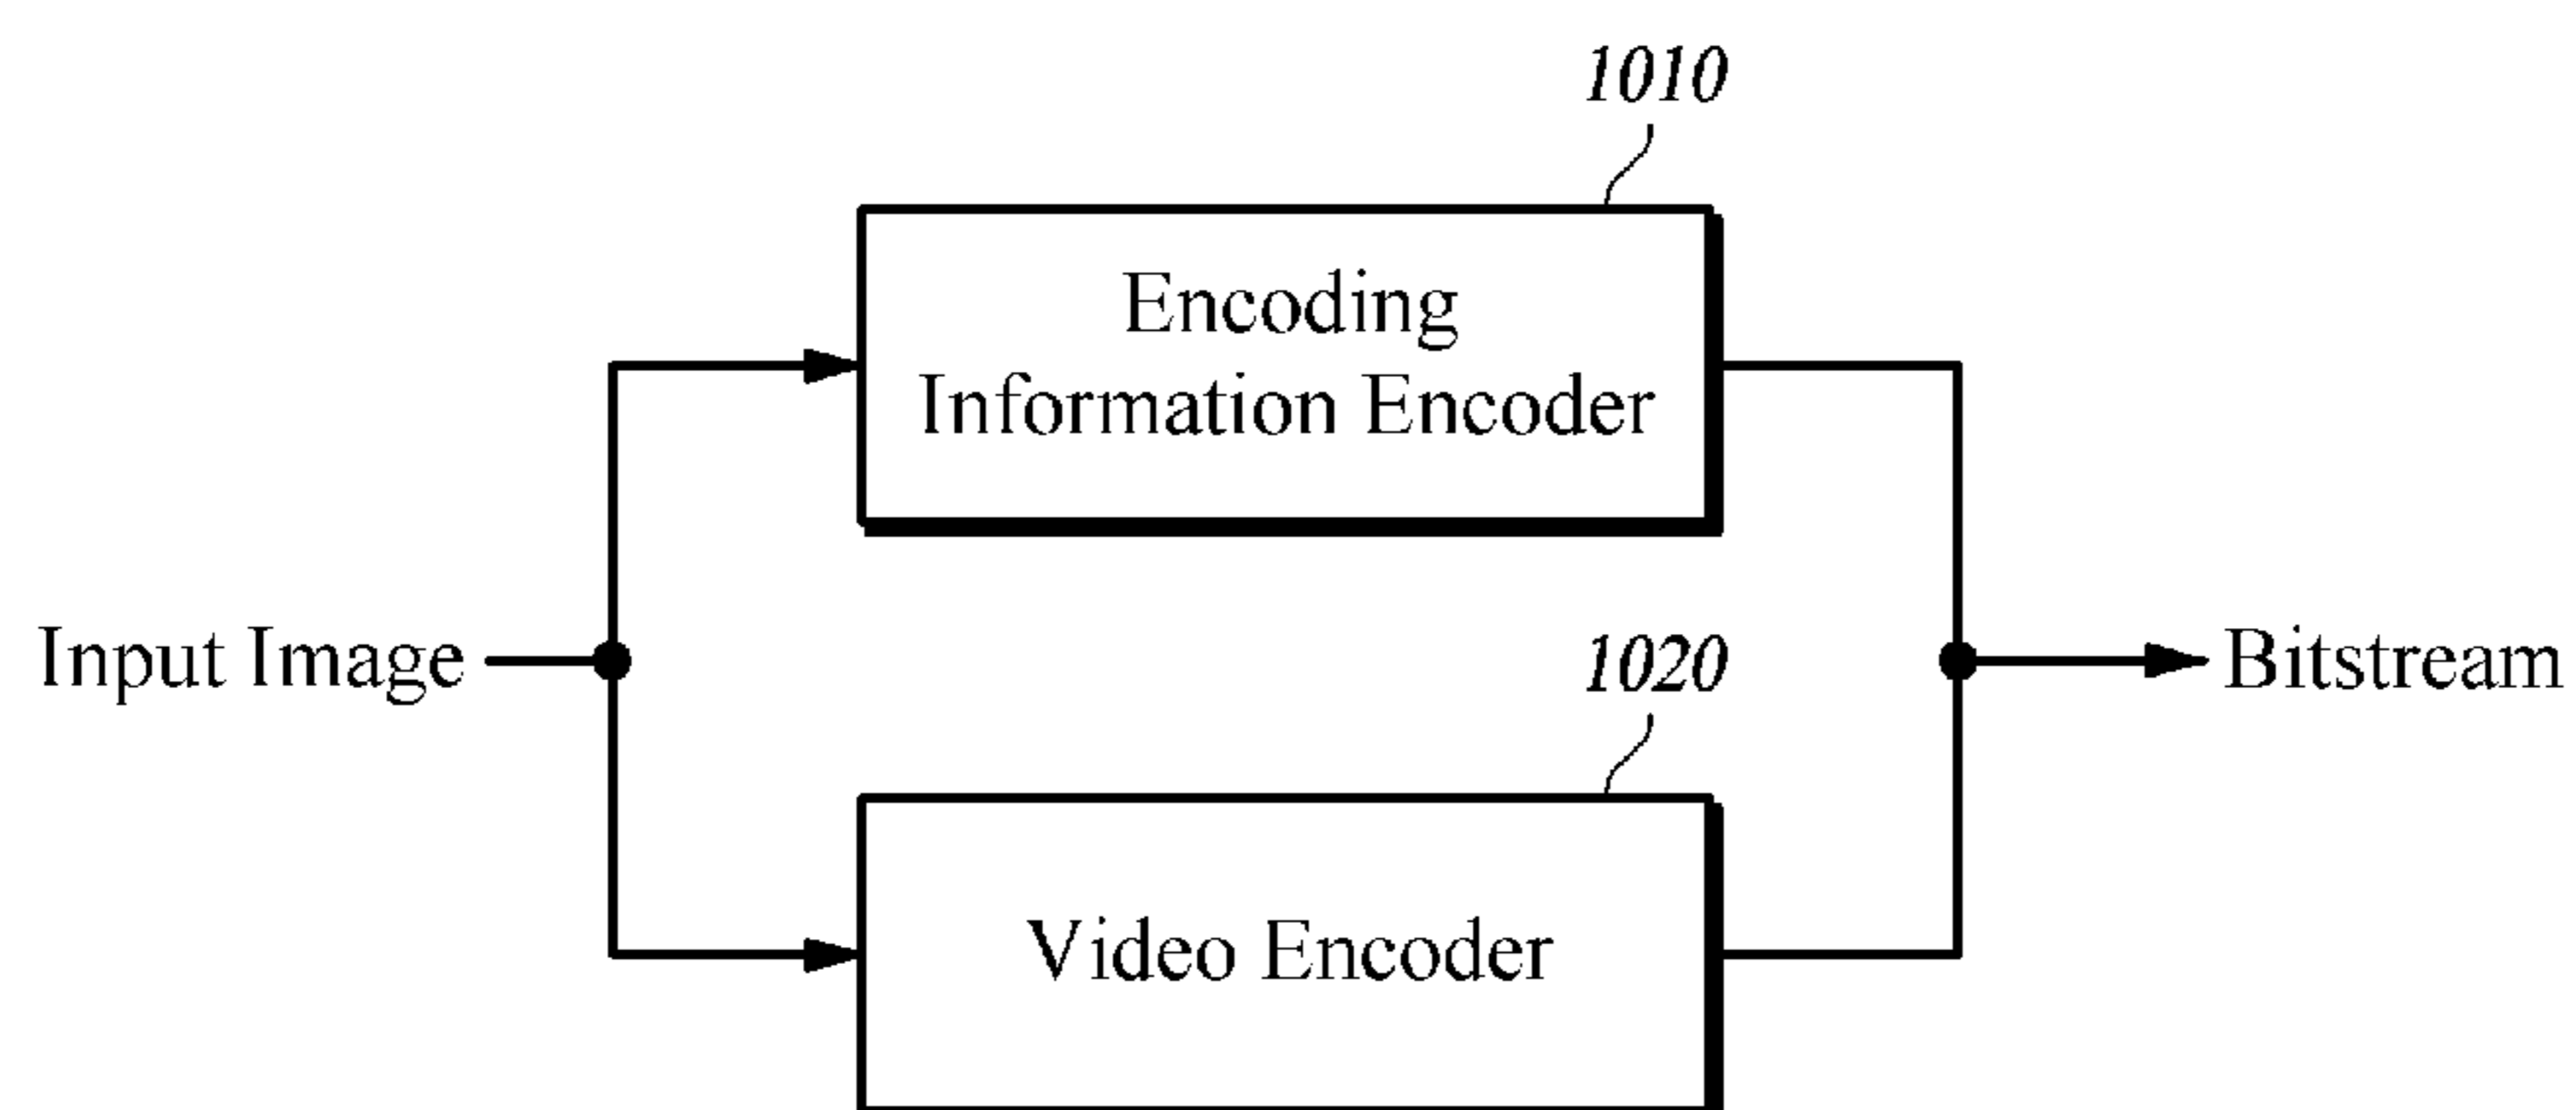 1010
Encoding
Information Encoder
Input Image
Bitstream
1020
Video Encoder